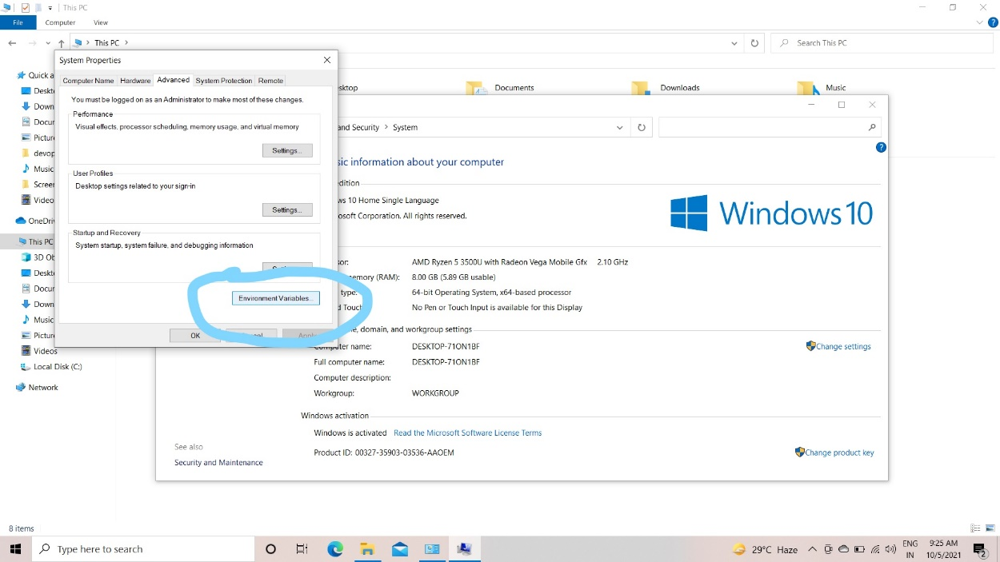 This PC
File Computer View
This PC
Search This PC
System Properties
Computer Name Hardware Advanced System Protection Remote
You must be logged on as an Administrator to make most of these changes.
Performance
Visual effects, processor scheduling, memory usage, and virtual memory
Settings...
User Profiles
Desktop settings related to your sign-in
Settings...
Startup and Recovery
System startup, system failure, and debugging information
Environment Variables...
OK
Quick a
Deskto
Down
Docur
Picture
devop
Music
Screer
Video
OneDriv
This PC
3D Ob
Deskto
Docur
Down
Music
Picture
Videos
Local Disk (C:)
Network
sktop Documents Downloads Music
and Security System
sic information about your computer
dition
ws 10 Home Single Language
osoft Corporation. All rights reserved.
Windows 10
sor: AMD Ryzen 5 3500U with Radeon Vega Mobile Gfx 2.10 GHz
emory (RAM): 8.00 GB (5.89 GB usable)
type: 64-bit Operating System, x64-based processor
d Touch No Pen or Touch Input is available for this Display
e, domain, and workgroup settings
Computer name: DESKTOP-71ON1BF
Change settings
Full computer name: DESKTOP-71ON1BF
Computer description:
Workgroup: WORKGROUP
Windows activation
Windows is activated Read the Microsoft Software License Terms
Product ID: 00327-35903-03536-AAOEM
Change product key
See also
Security and Maintenance
8 items
Type here to search
29°C Haze
ENG
IN
9:25 AM
10/5/2021
2